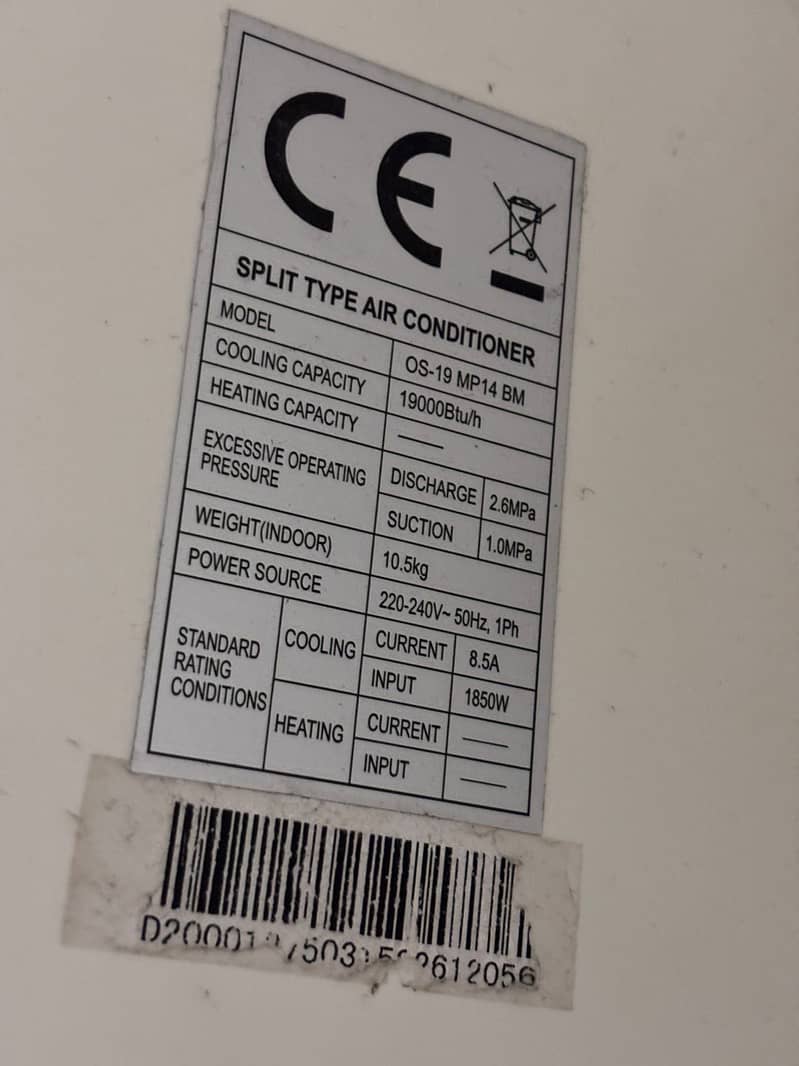 CE
SPLIT TYPE AIR CONDITIONER
MODEL OS-19 MP14 BM
COOLING CAPACITY 19000Btu/h
HEATING CAPACITY ——
EXCESSIVE OPERATING
PRESSURE
DISCHARGE 2.6MPa
SUCTION 1.0MPa
WEIGHT(INDOOR) 10.5kg
POWER SOURCE 220-240V~ 50Hz, 1Ph
STANDARD
RATING
CONDITIONS
COOLING
CURRENT 8.5A
INPUT 1850W
HEATING
CURRENT ——
INPUT ——